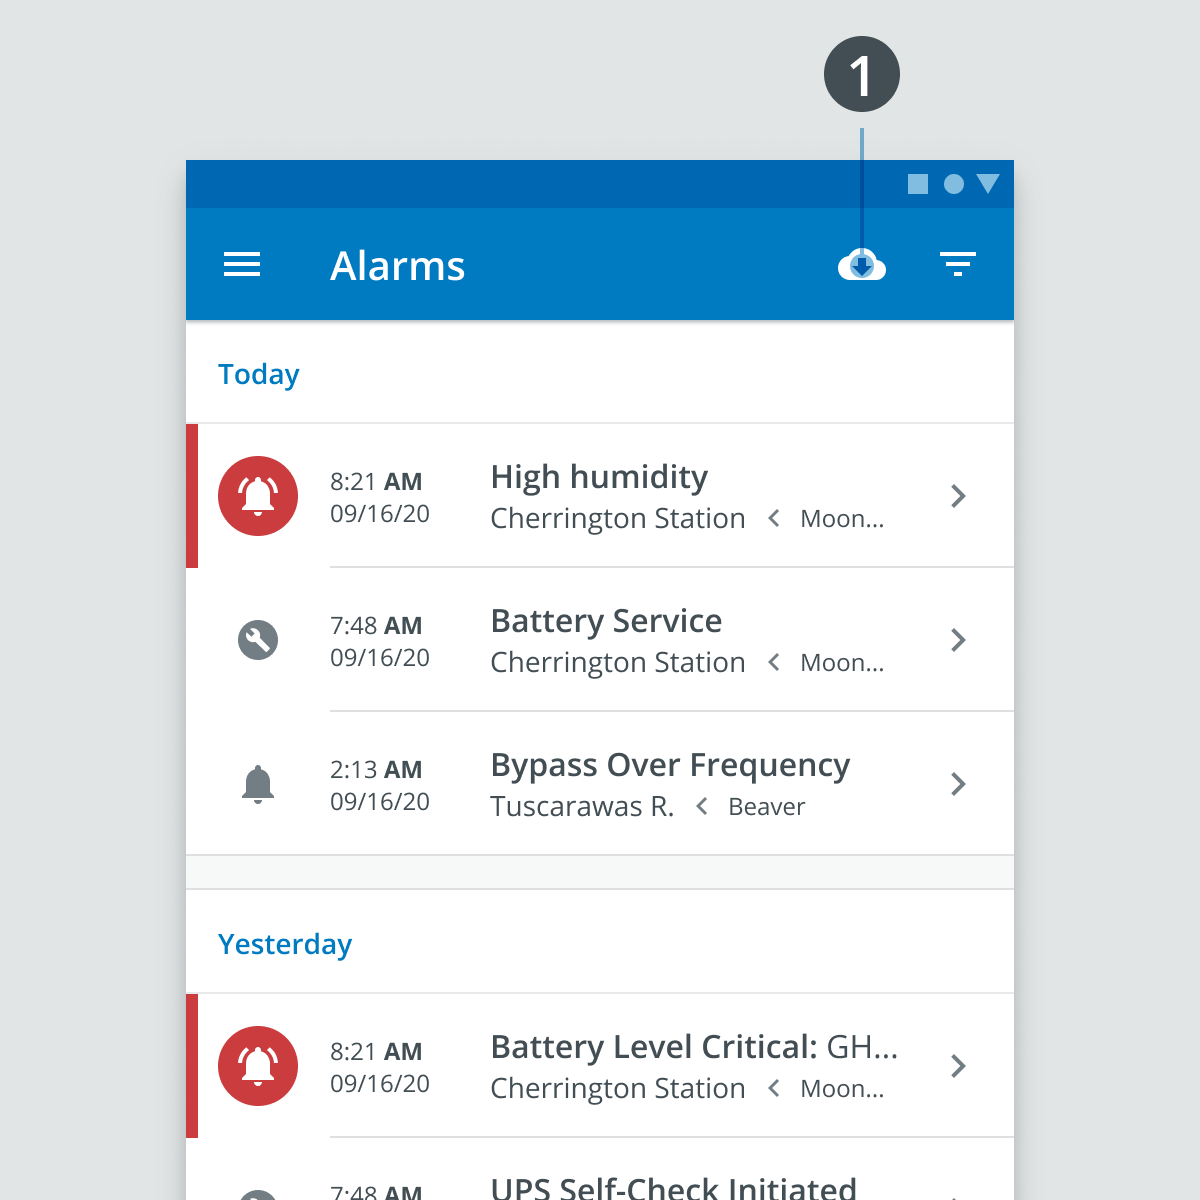 1
Alarms
Today
8:21 AM
09/16/20
High humidity
Cherrington Station
Moon...
7:48 AM
09/16/20
Battery Service
Cherrington Station
Moon...
2:13 AM
09/16/20
Bypass Over Frequency
Tuscarawas R.
Beaver
Yesterday
8:21 AM
09/16/20
Battery Level Critical: GH...
Cherrington Station
Moon...
7:48 AM
UPS Self-Check Initiated